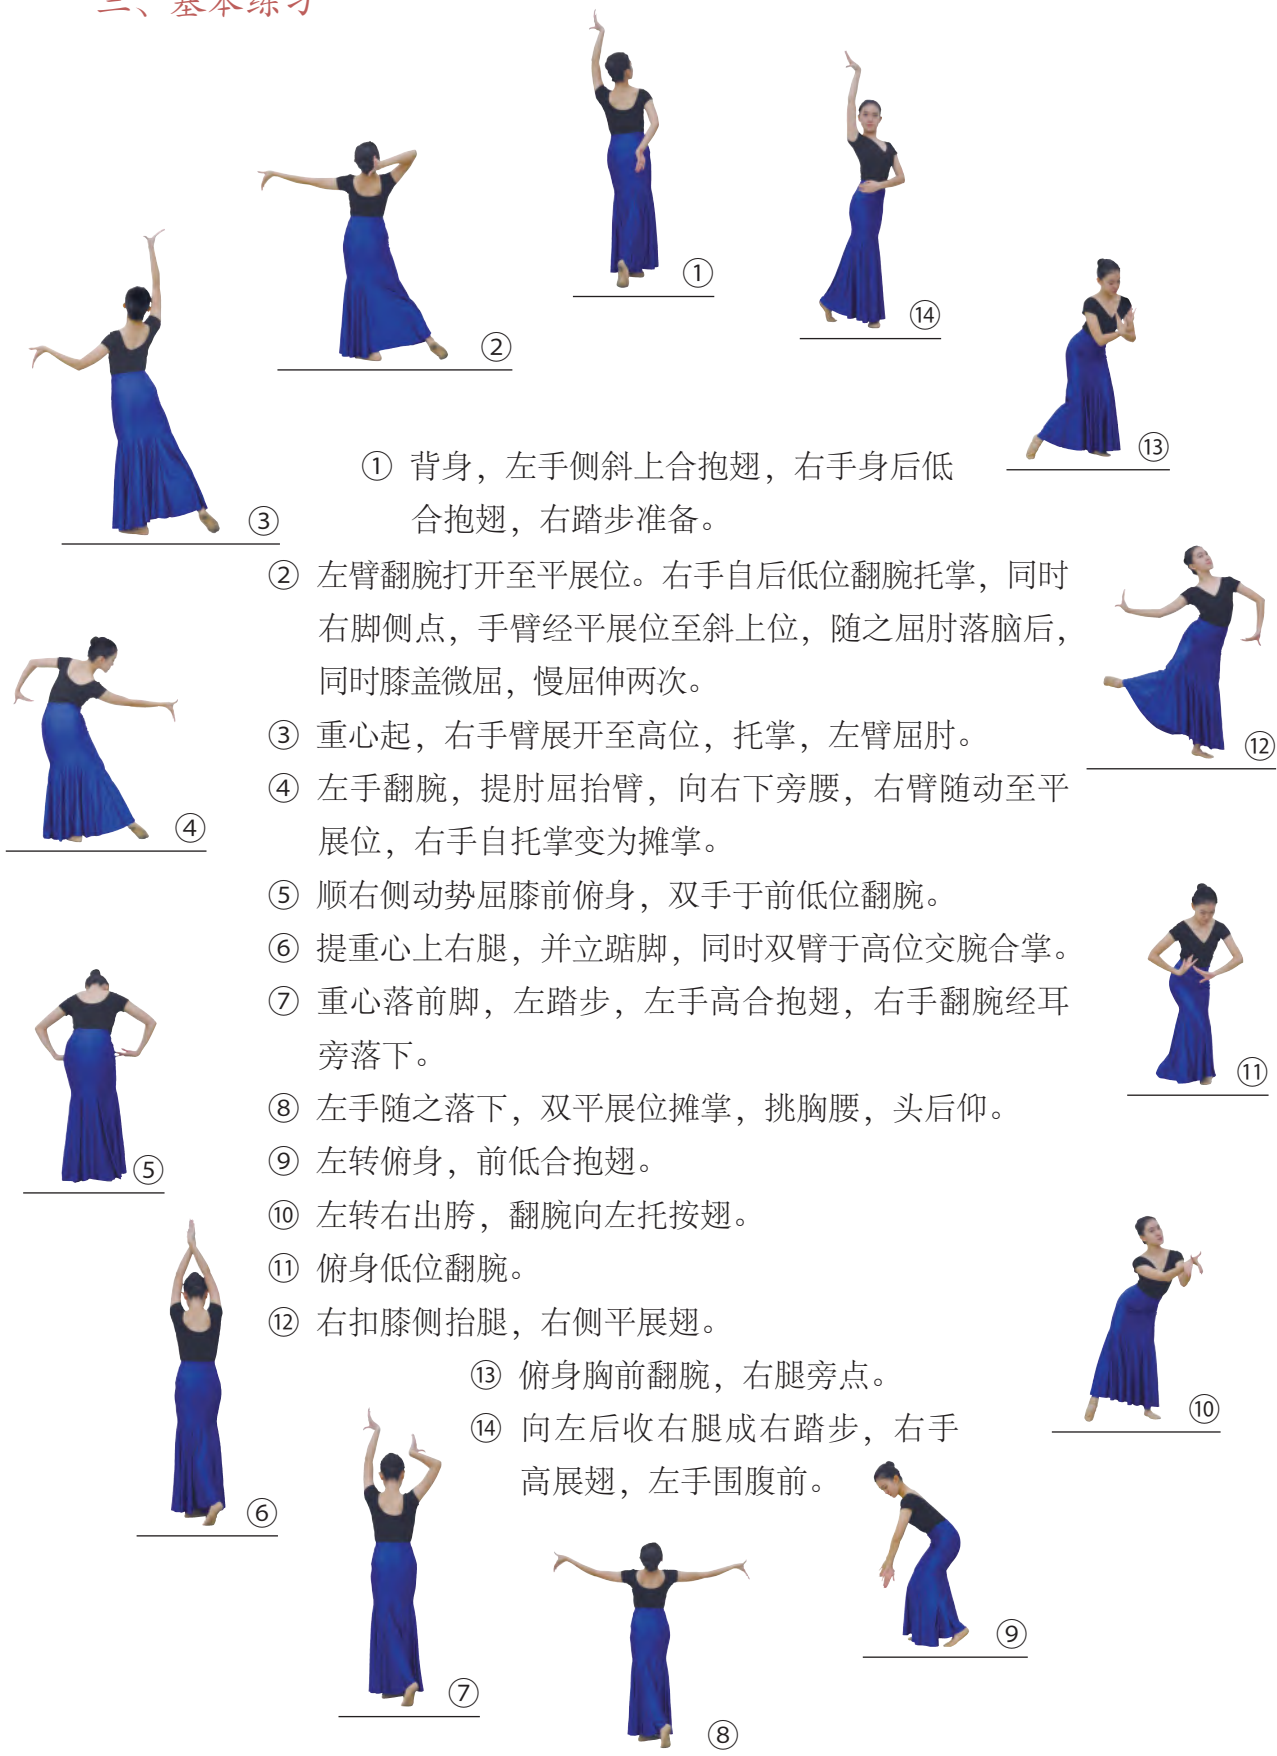 三、基本练习
① 背身，左手侧斜上合抱翅，右手身后低
合抱翅，右踏步准备。
② 左臂翻腕打开至平展位。右手自后低位翻腕托掌，同时
右脚侧点，手臂经平展位至斜上位，随之屈肘落脑后，
同时膝盖微屈，慢屈伸两次。
③ 重心起，右手臂展开至高位，托掌，左臂屈肘。
④ 左手翻腕，提肘屈抬臂，向右下旁腰，右臂随动至平
展位，右手自托掌变为摊掌。
⑤ 顺右侧动势屈膝前俯身，双手于前低位翻腕。
⑥ 提重心上右腿，并立踮脚，同时双臂于高位交腕合掌。
⑦ 重心落前脚，左踏步，左手高合抱翅，右手翻腕经耳
旁落下。
⑧ 左手随之落下，双平展位摊掌，挑胸腰，头后仰。
⑨ 左转俯身，前低合抱翅。
⑩ 左转右出胯，翻腕向左托按翅。
⑪ 俯身低位翻腕。
⑫ 右扣膝侧抬腿，右侧平展翅。
⑬ 俯身胸前翻腕，右腿旁点。
⑭ 向左后收右腿成右踏步，右手
高展翅，左手围腹前。
①
②
③
④
⑤
⑥
⑦
⑧
⑨
⑩
⑪
⑫
⑬
⑭